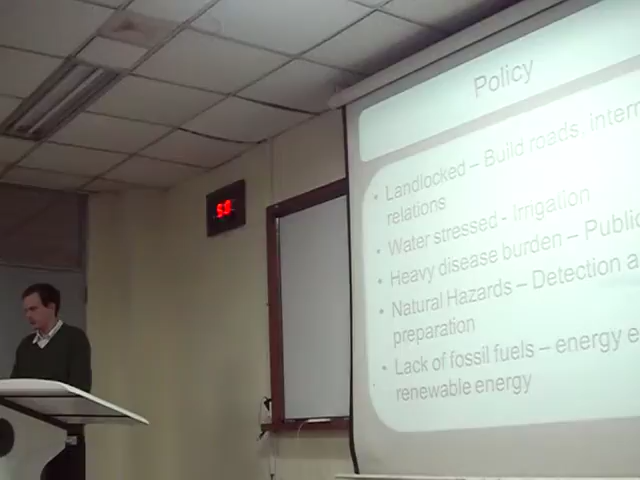 Policy
• Landlocked – Build roads, intern
relations
• Water stressed - Irrigation
• Heavy disease burden – Public
• Natural Hazards – Detection a
preparation
• Lack of fossil fuels – energy e
renewable energy